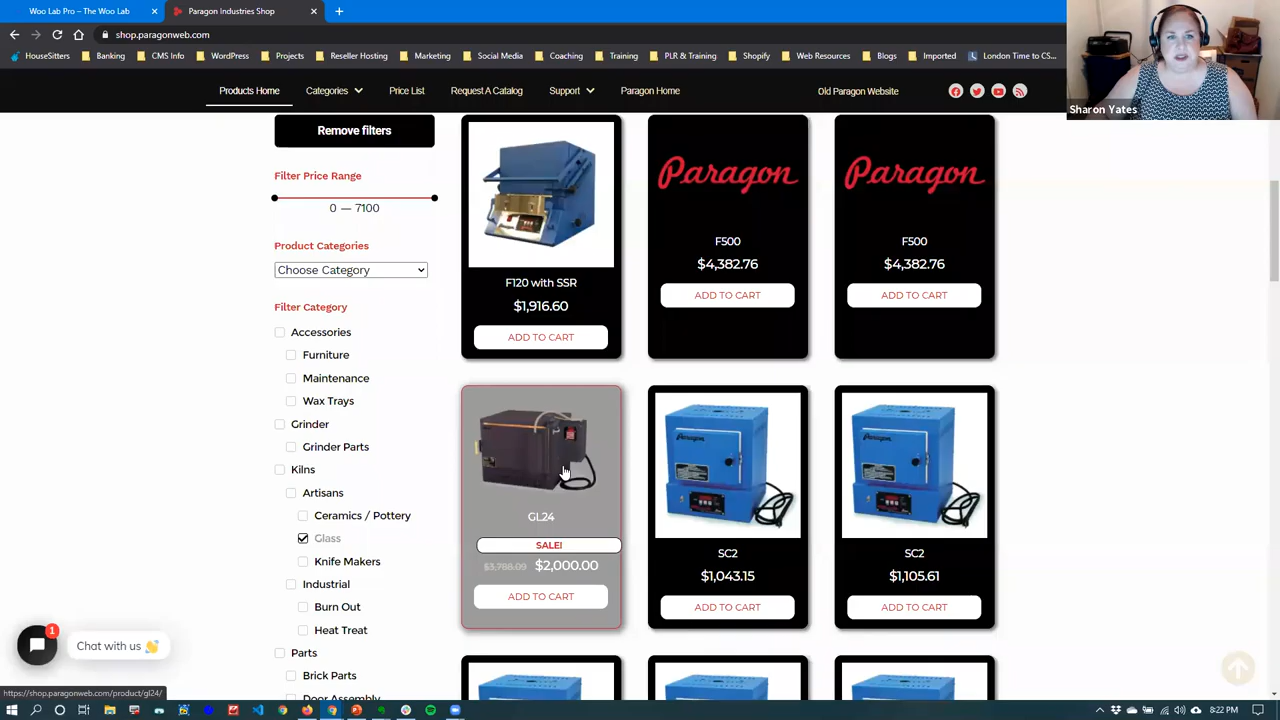 Woo Lab Pro – The Woo Lab
Paragon Industries Shop
shop.paragonweb.com
HouseSitters
Banking
CMS Info
WordPress
Projects
Reseller Hosting
Marketing
Social Media
Coaching
Training
PLR & Training
Shopify
Web Resources
Blogs
Imported
London Time to CS...
Sharon Yates
Products Home
Categories
Price List
Request A Catalog
Support
Paragon Home
Old Paragon Website
Remove filters
Filter Price Range
0 — 7100
Product Categories
Choose Category
Filter Category
Accessories
Furniture
Maintenance
Wax Trays
Grinder
Grinder Parts
Kilns
Artisans
Ceramics / Pottery
Glass
Knife Makers
Industrial
Burn Out
Heat Treat
Parts
Brick Parts
Door Assembly
F120 with SSR
$1,916.60
ADD TO CART
Paragon
F500
$4,382.76
ADD TO CART
Paragon
F500
$4,382.76
ADD TO CART
GL24
SALE!
$3,788.09 $2,000.00
ADD TO CART
Paragon
SC2
$1,043.15
ADD TO CART
Paragon
SC2
$1,105.61
ADD TO CART
1
Chat with us 👋
https://shop.paragonweb.com/product/gl24/
8:22 PM